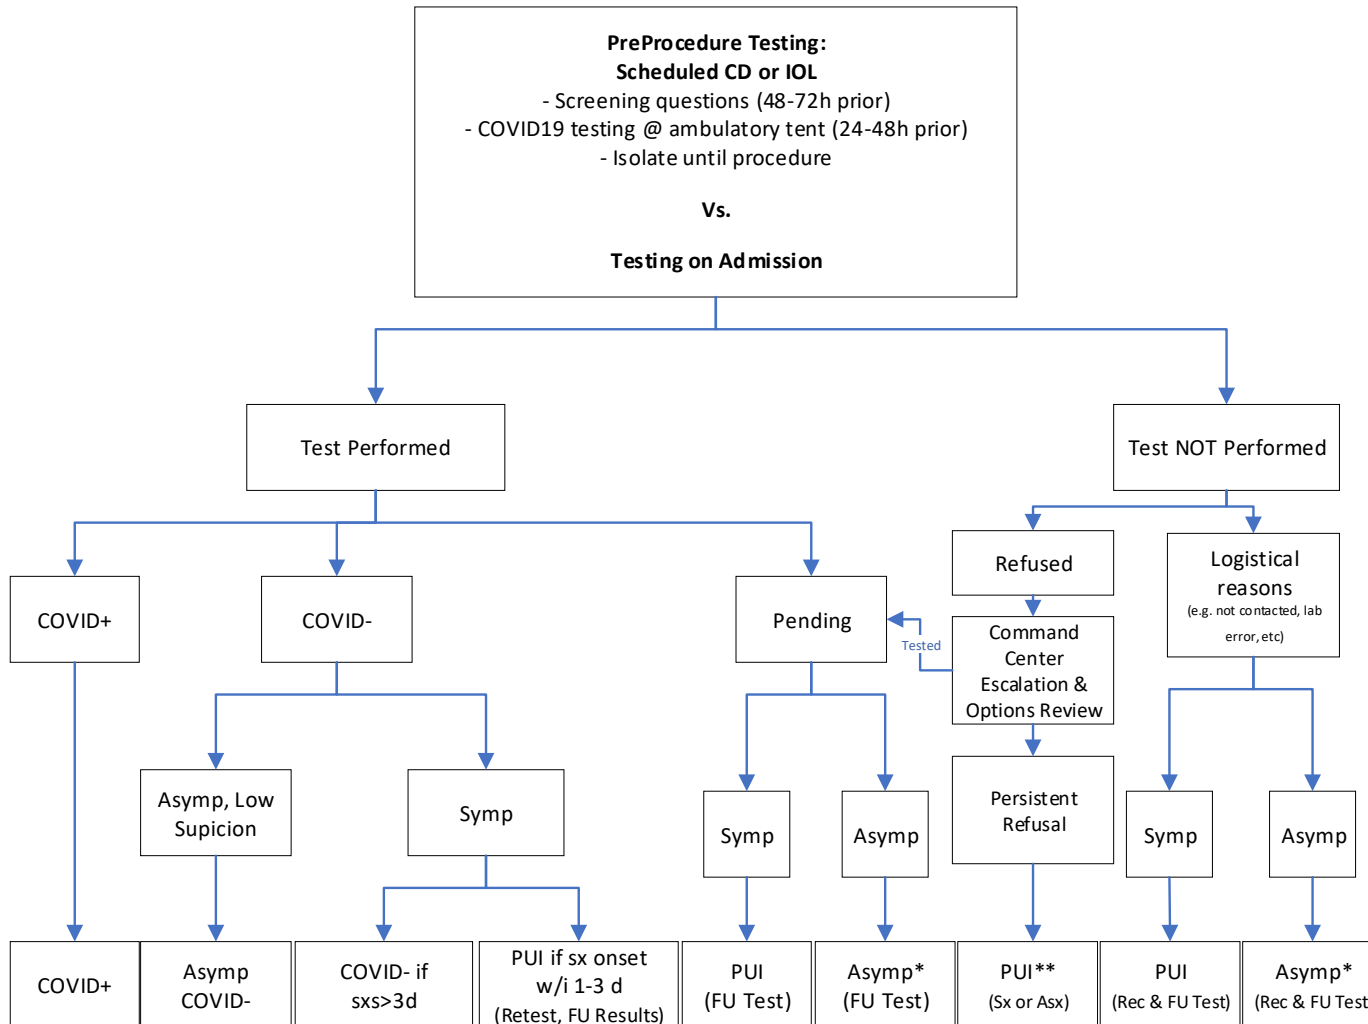 PreProcedure Testing:
Scheduled CD or IOL
- Screening questions (48-72h prior)
- COVID19 testing @ ambulatory tent (24-48h prior)
- Isolate until procedure
Vs.
Testing on Admission
Test Performed
Test NOT Performed
COVID+
COVID-
Pending
Refused
Logistical
reasons
(e.g. not contacted, lab
error, etc)
Tested
Command
Center
Escalation &
Options Review
Asymp, Low
Supicion
Symp
Symp
Asymp
Persistent
Refusal
Symp
Asymp
COVID+
Asymp
COVID-
COVID- if
sxs>3d
PUI if sx onset
w/i 1-3 d
(Retest, FU Results)
PUI
(FU Test)
Asymp*
(FU Test)
PUI**
(Sx or Asx)
PUI
(Rec & FU Test)
Asymp*
(Rec & FU Test